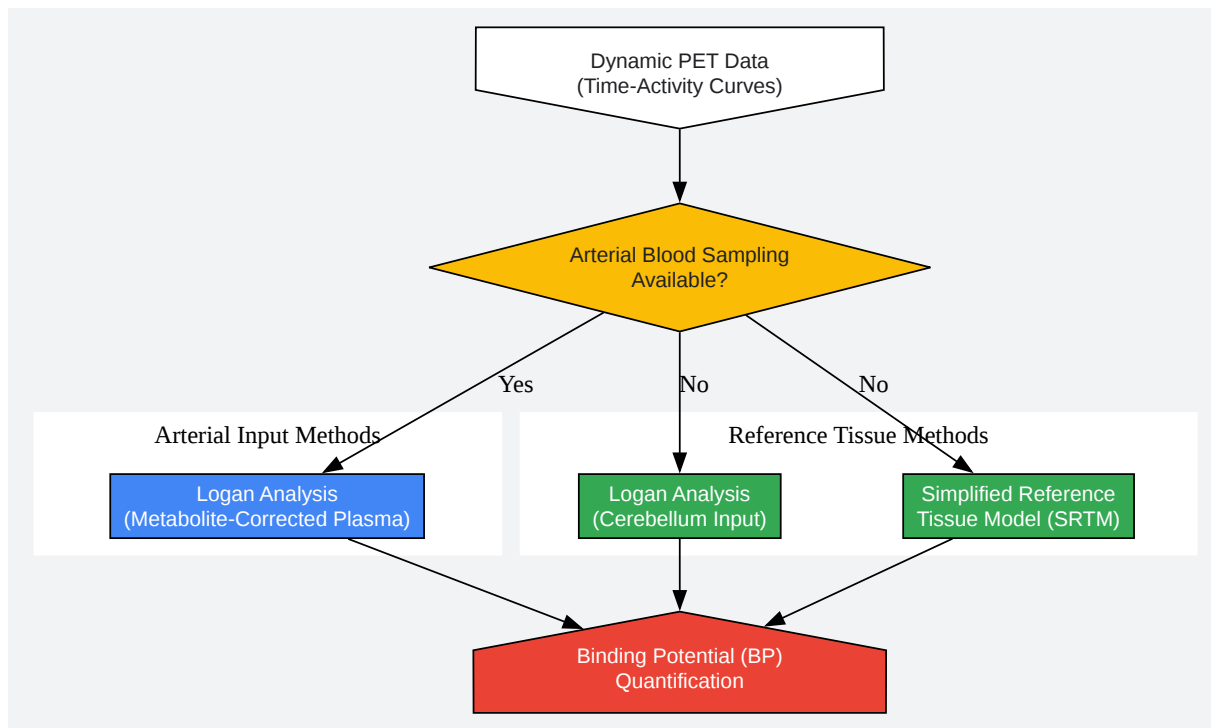 Dynamic PET Data
(Time-Activity Curves)
Arterial Blood Sampling
Available?
Yes
No
No
Arterial Input Methods
Reference Tissue Methods
Logan Analysis
(Metabolite-Corrected Plasma)
Logan Analysis
(Cerebellum Input)
Simplified Reference
Tissue Model (SRTM)
Binding Potential (BP)
Quantification